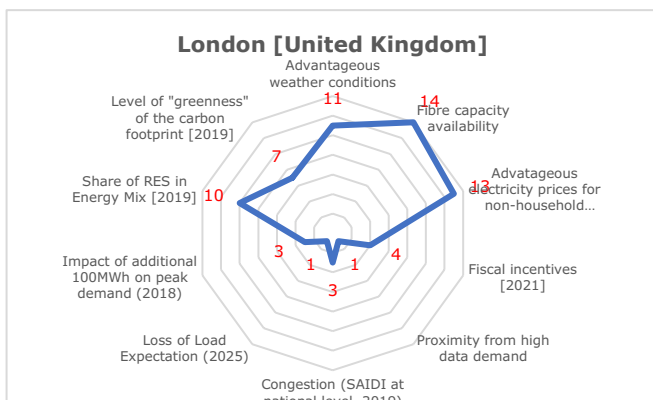 London [United Kingdom]
Advantageous
weather conditions
11
14
Fibre capacity
availability
13
Advatageous
electricity prices for
non-household...
4
Fiscal incentives
[2021]
1
Proximity from high
data demand
3
Congestion (SAIDI at
national level, 2019)
1
Loss of Load
Expectation (2025)
3
Impact of additional
100MWh on peak
demand (2018)
10
Share of RES in
Energy Mix [2019]
7
Level of "greenness"
of the carbon
footprint [2019]